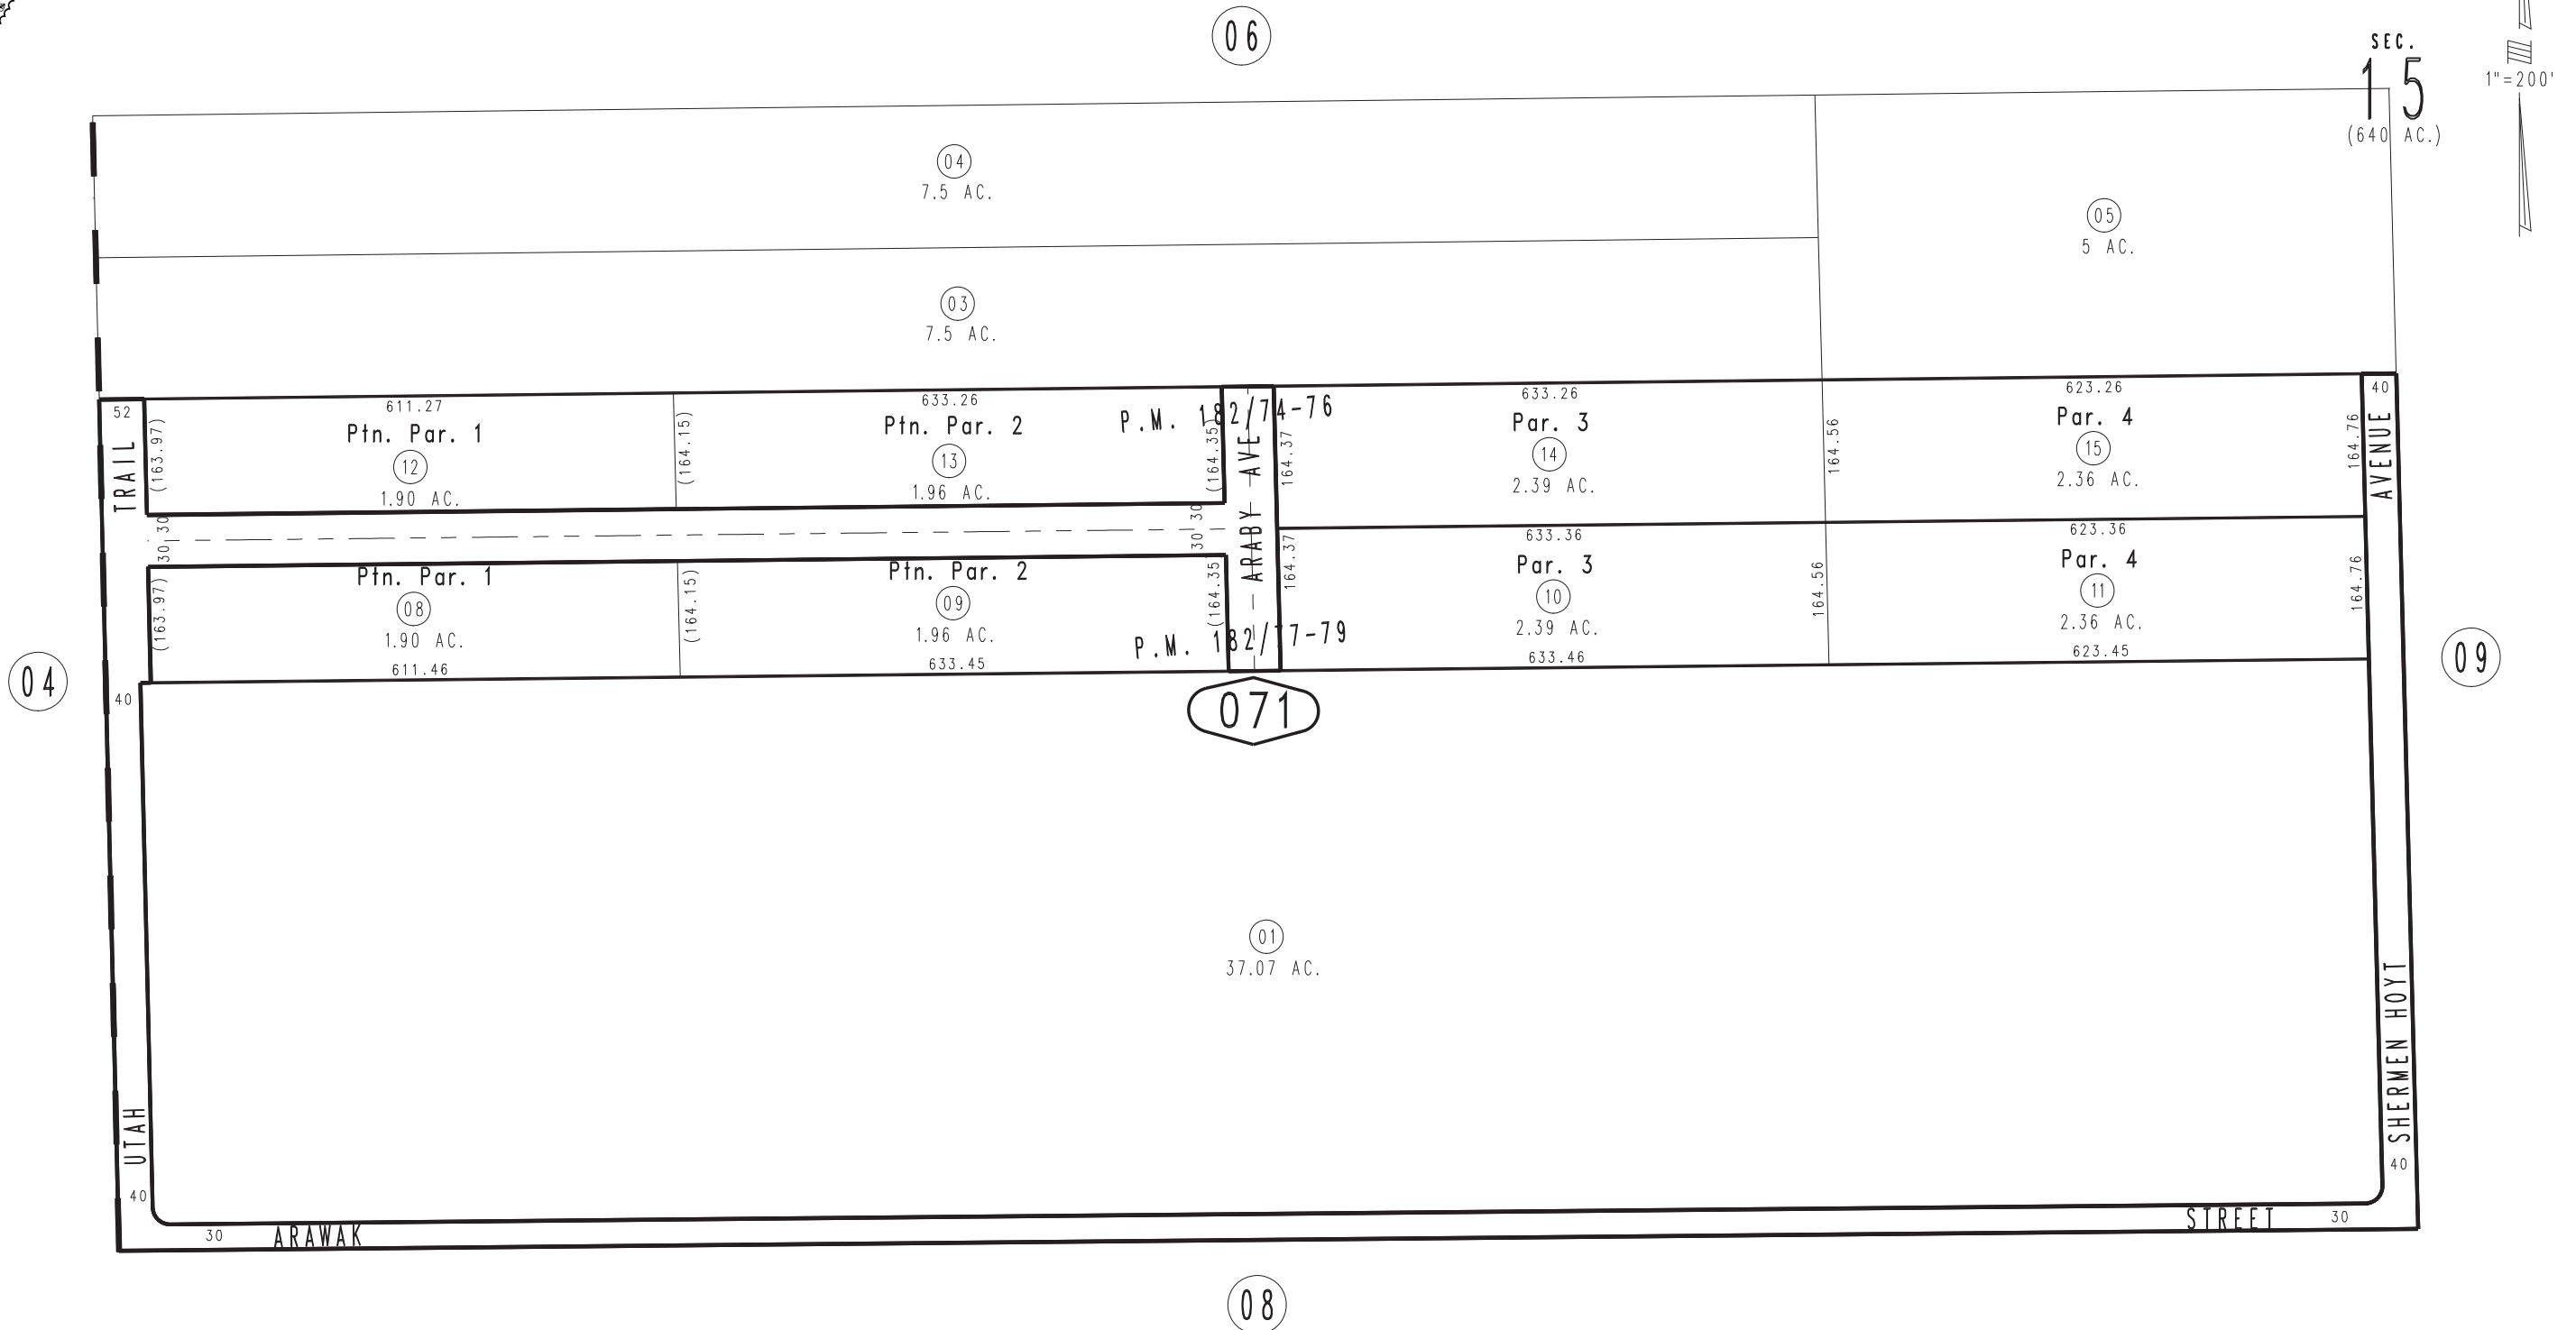 06
SEC.
15
(640 AC.)
1"=200'
04
7.5 AC.
05
5 AC.
03
7.5 AC.
52
611.27
633.26
633.26
623.26
40
Ptn. Par. 1
Ptn. Par. 2
P.M. 182/74-76
Par. 3
Par. 4
12
13
14
15
1.90 AC.
1.96 AC.
2.39 AC.
2.36 AC.
(163.97)
(164.15)
(164.35)
164.37
164.56
164.76
TRAIL
ARABY AVE
AVENUE
30 30
30 30
633.36
623.36
Ptn. Par. 1
Ptn. Par. 2
Par. 3
Par. 4
08
09
10
11
1.90 AC.
1.96 AC.
2.39 AC.
2.36 AC.
(163.97)
(164.15)
(164.35)
164.37
164.56
164.76
P.M. 182/77-79
611.46
633.45
633.46
623.45
04
09
40
071
01
37.07 AC.
UTAH
SHERMEN HOYT
40
40
30
ARAWAK
STREET
30
08